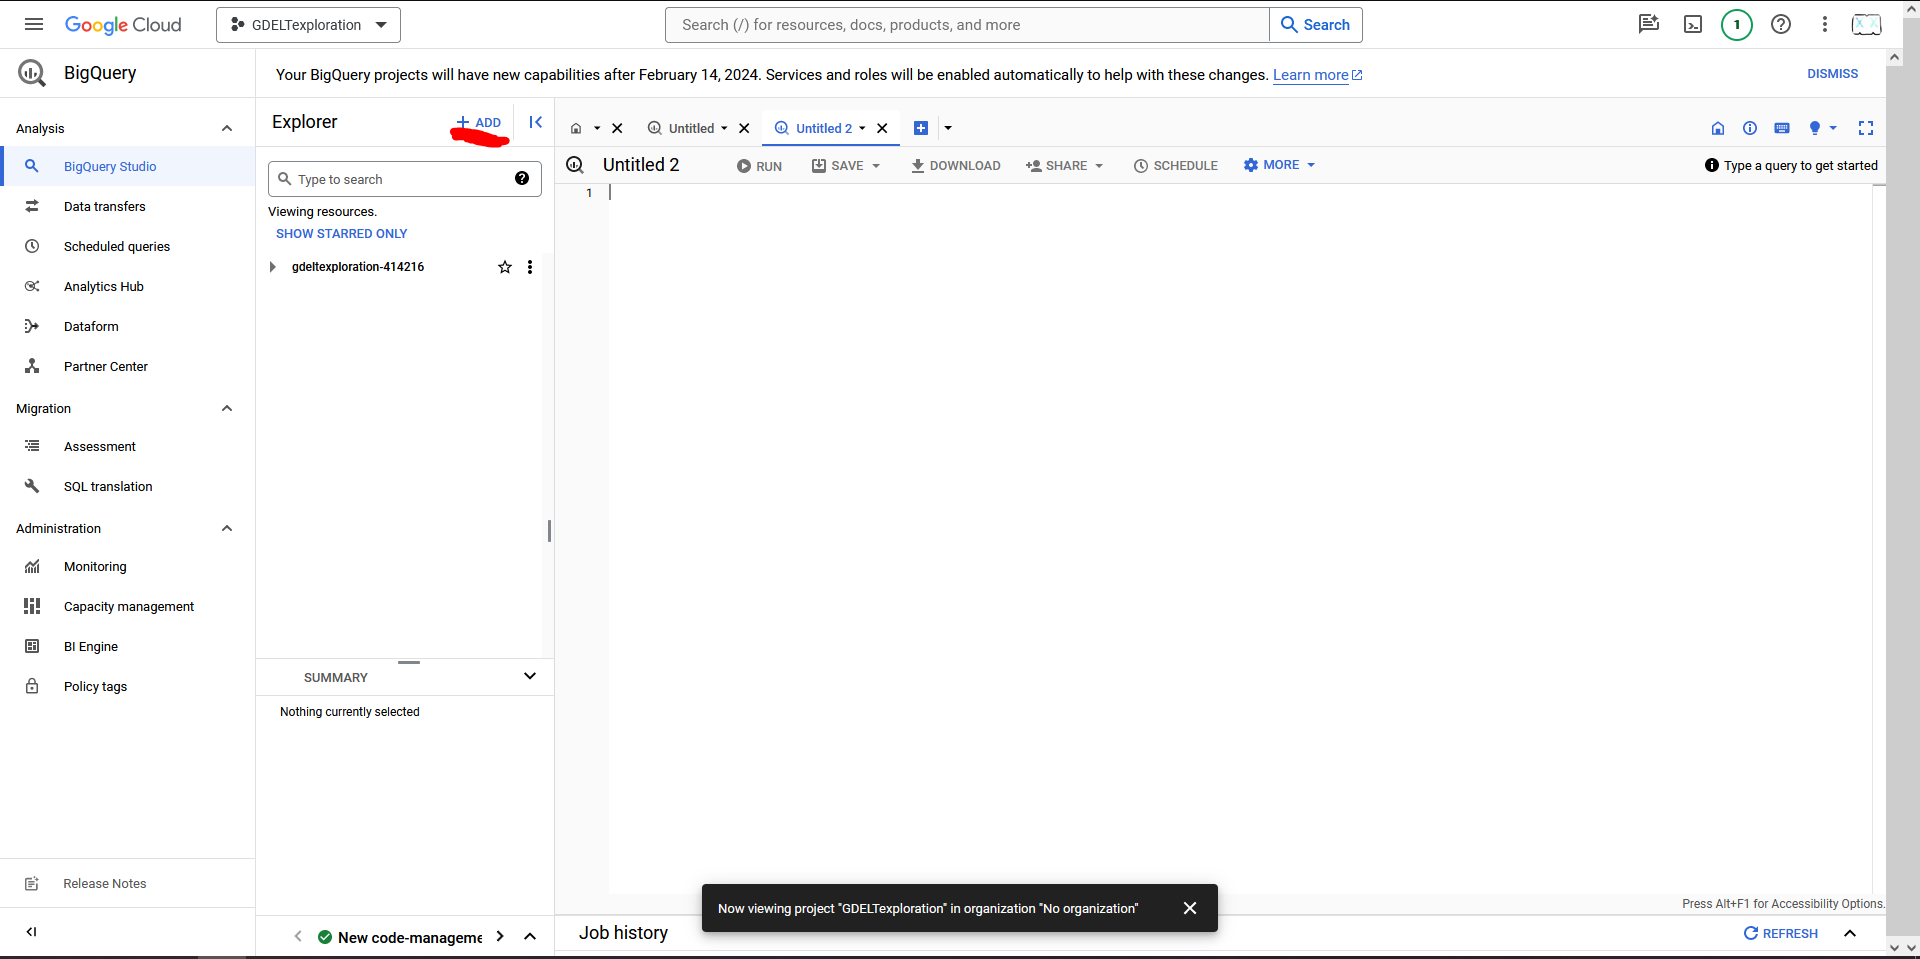 Google Cloud
GDELTexploration
Search (/) for resources, docs, products, and more
Search
1
BigQuery
Your BigQuery projects will have new capabilities after February 14, 2024. Services and roles will be enabled automatically to help with these changes. Learn more
DISMISS
Analysis
BigQuery Studio
Data transfers
Scheduled queries
Analytics Hub
Dataform
Partner Center
Migration
Assessment
SQL translation
Administration
Monitoring
Capacity management
BI Engine
Policy tags
Release Notes
Explorer
+ ADD
Type to search
Viewing resources.
SHOW STARRED ONLY
gdeltexploration-414216
SUMMARY
Nothing currently selected
New code-manageme
Untitled
Untitled 2
Untitled 2
RUN
SAVE
DOWNLOAD
SHARE
SCHEDULE
MORE
Type a query to get started
1
Press Alt+F1 for Accessibility Options.
Now viewing project "GDELTexploration" in organization "No organization"
Job history
REFRESH